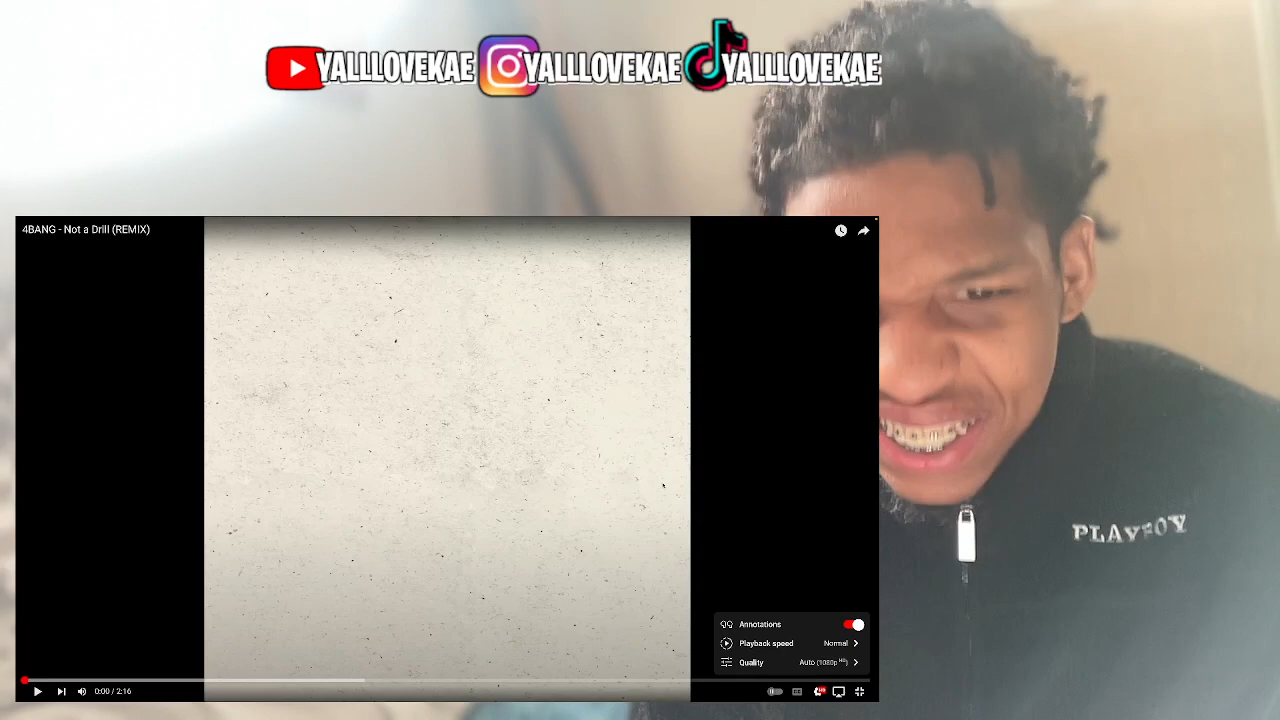 YALLLOVEKAE YALLLOVEKAE YALLLOVEKAE
4BANG - Not a Drill (REMIX)
PLAYBOY
Annotations
Playback speed Normal
Quality Auto (1080p HD)
0:00 / 2:16